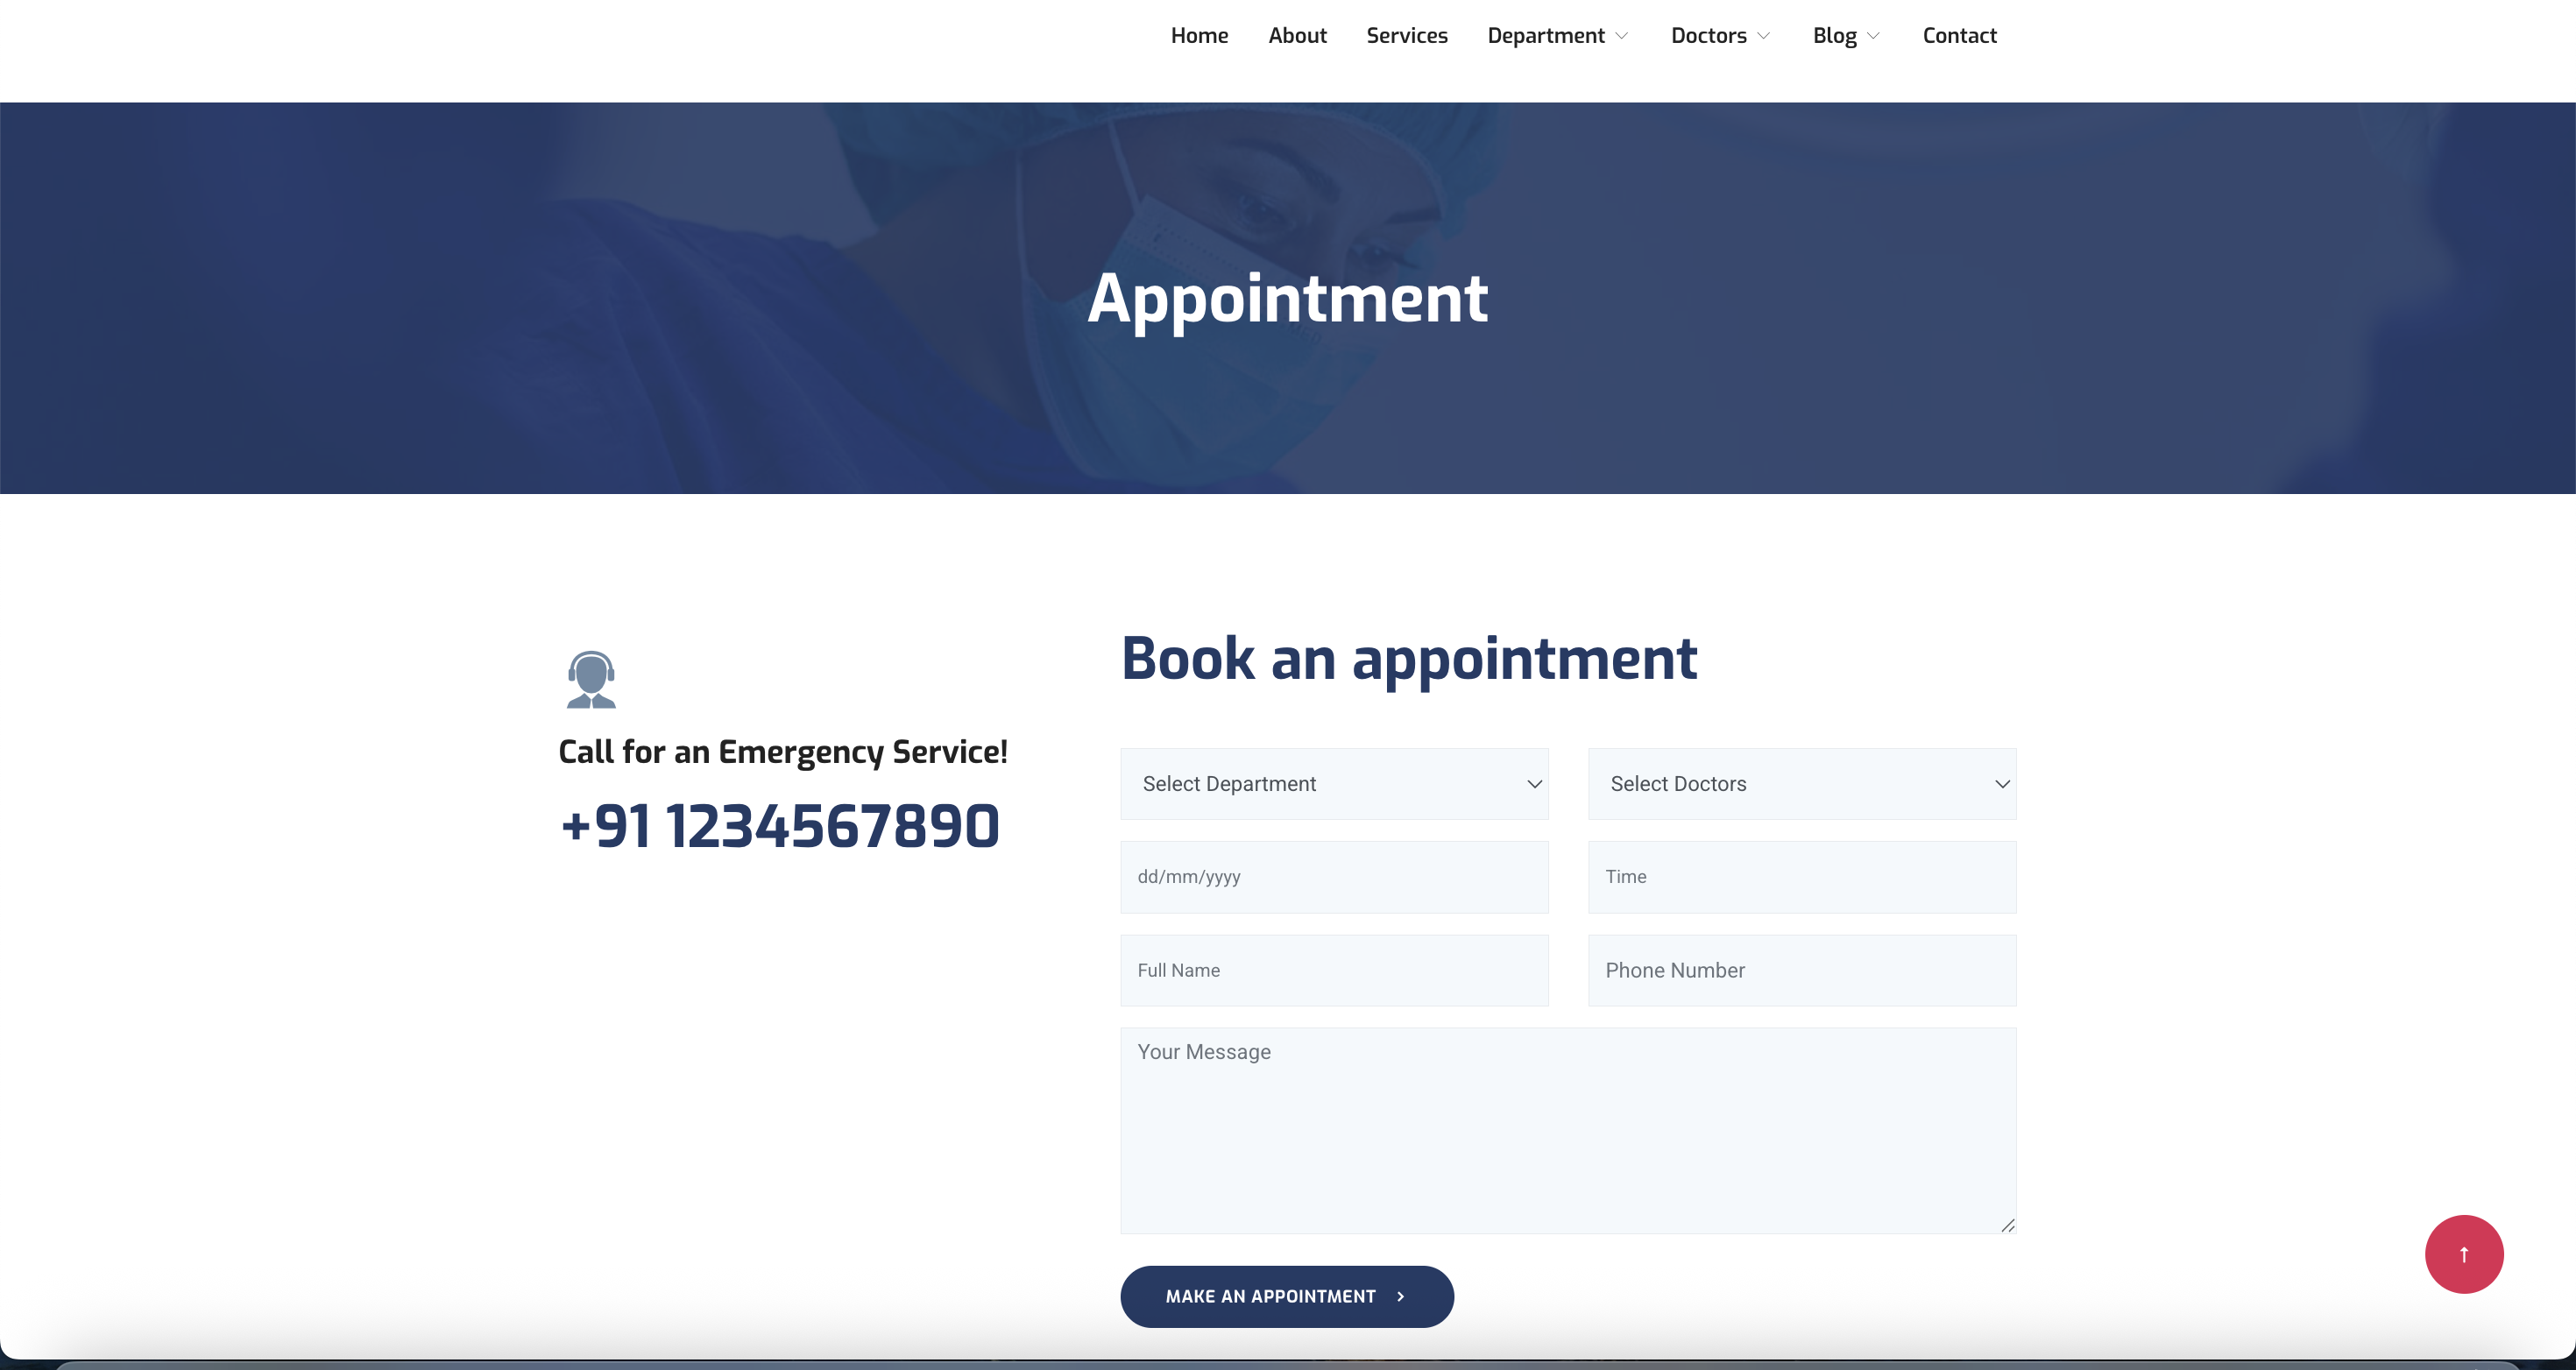 Home About Services Department Doctors Blog Contact
Appointment
Call for an Emergency Service!
+91 1234567890
Book an appointment
Select Department Select Doctors
dd/mm/yyyy Time
Full Name Phone Number
Your Message
MAKE AN APPOINTMENT